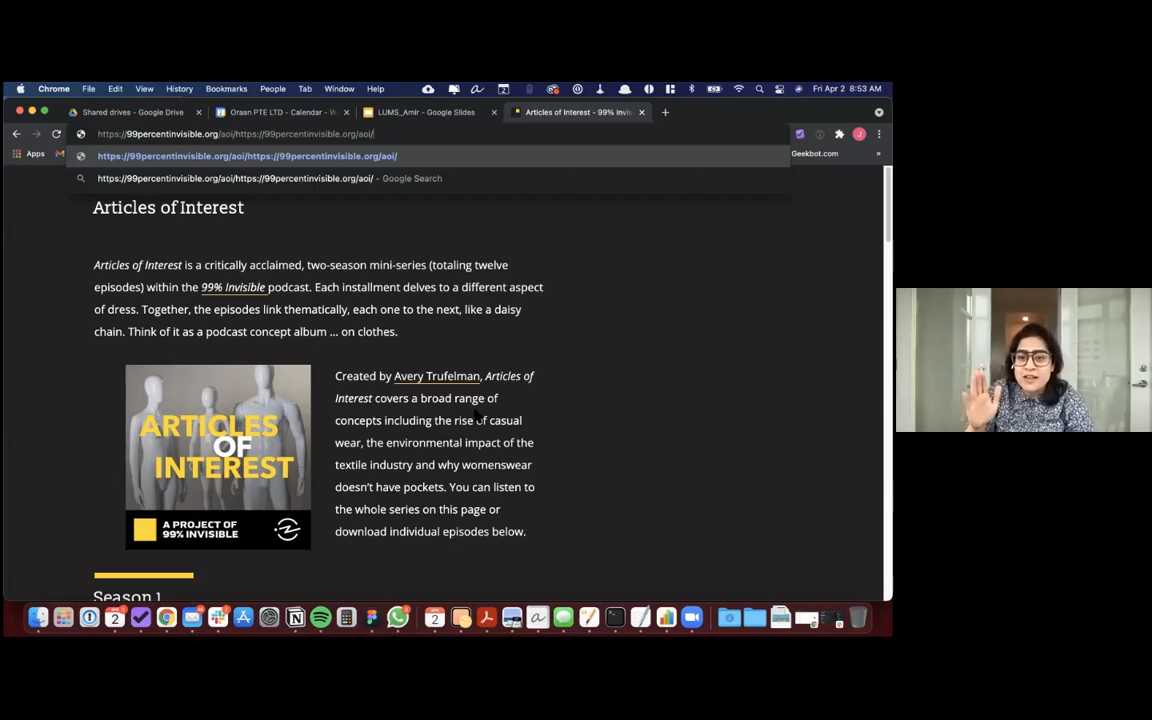 Chrome File Edit View History Bookmarks People Tab Window Help Fri Apr 2 8:53 AM
Shared drives - Google Drive Oraan PTE LTD - Calendar - W LUMS_Amir - Google Slides Articles of Interest - 99% Invis
https://99percentinvisible.org/aoi/https://99percentinvisible.org/aoi/
Apps Geekbot.com »
https://99percentinvisible.org/aoi/https://99percentinvisible.org/aoi/
https://99percentinvisible.org/aoi/https://99percentinvisible.org/aoi/ – Google Search
Articles of Interest
Articles of Interest is a critically acclaimed, two-season mini-series (totaling twelve
episodes) within the 99% Invisible podcast. Each installment delves to a different aspect
of dress. Together, the episodes link thematically, each one to the next, like a daisy
chain. Think of it as a podcast concept album ... on clothes.
ARTICLES
OF
INTEREST
A PROJECT OF
99% INVISIBLE
Created by Avery Trufelman, Articles of
Interest covers a broad range of
concepts including the rise of casual
wear, the environmental impact of the
textile industry and why womenswear
doesn't have pockets. You can listen to
the whole series on this page or
download individual episodes below.
Season 1